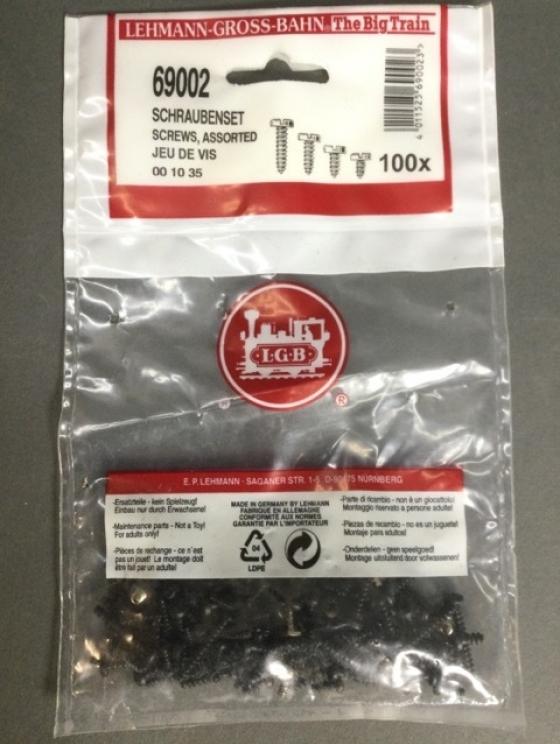 LEHMANN-GROSS-BAHN The Big Train
69002
SCHRAUBENSET
SCREWS, ASSORTED
JEU DE VIS
00 10 35
100x
4 011525 690023
L·G·B
®
E. P. LEHMANN · SAGANER STR. 1-5 D-90475 NÜRNBERG
-Ersatzteile - kein Spielzeug!
Einbau nur durch Erwachsene!
-Maintenance parts - Not a Toy!
For adults only!
-Pièces de rechange - ce n'est
pas un jouet! Le montage doit
être fait par un adulte!
MADE IN GERMANY BY LEHMANN
FABRIQUE EN ALLEMAGNE
CONFORMITÉ AUX NORMES
GARANTIE PAR L'IMPORTATEUR
04
LDPE
-Parte di ricambio - non è un giocattolo!
Montaggio riservato a persone adulte!
-Piezas de recambio - no es un juguete!
Montaje para adultos!
-Onderdelen - geen speelgoed!
Montage uitsluitend door volwassenen!